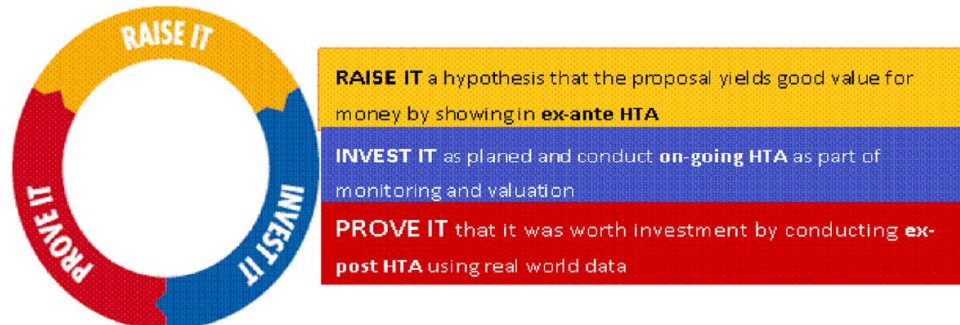 RAISE IT
INVEST IT
PROVE IT
RAISE IT a hypothesis that the proposal yields good value for
money by showing in ex-ante HTA
INVEST IT as planed and conduct on-going HTA as part of
monitoring and valuation
PROVE IT that it was worth investment by conducting ex-
post HTA using real world data